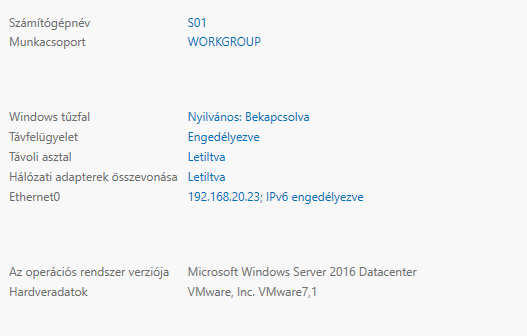 Számítógépnév S01
Munkacsoport WORKGROUP
Windows tűzfal Nyilvános: Bekapcsolva
Távfelügyelet Engedélyezve
Távoli asztal Letiltva
Hálózati adapterek összevonása Letiltva
Ethernet0 192.168.20.23; IPv6 engedélyezve
Az operációs rendszer verziója Microsoft Windows Server 2016 Datacenter
Hardveradatok VMware, Inc. VMware7,1